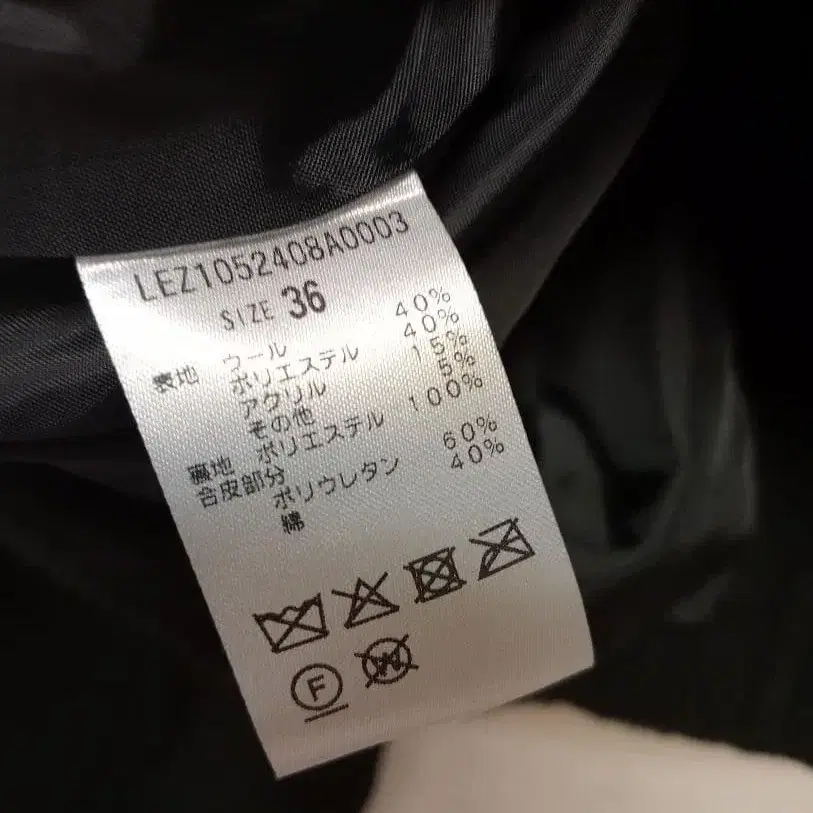 LEZ1052408A0003
SIZE 36
表地 ウール 40%
ポリエステル 40%
アクリル 15%
その他 5%
裏地 ポリエステル 100%
合皮部分
ポリウレタン 60%
綿 40%
F
W